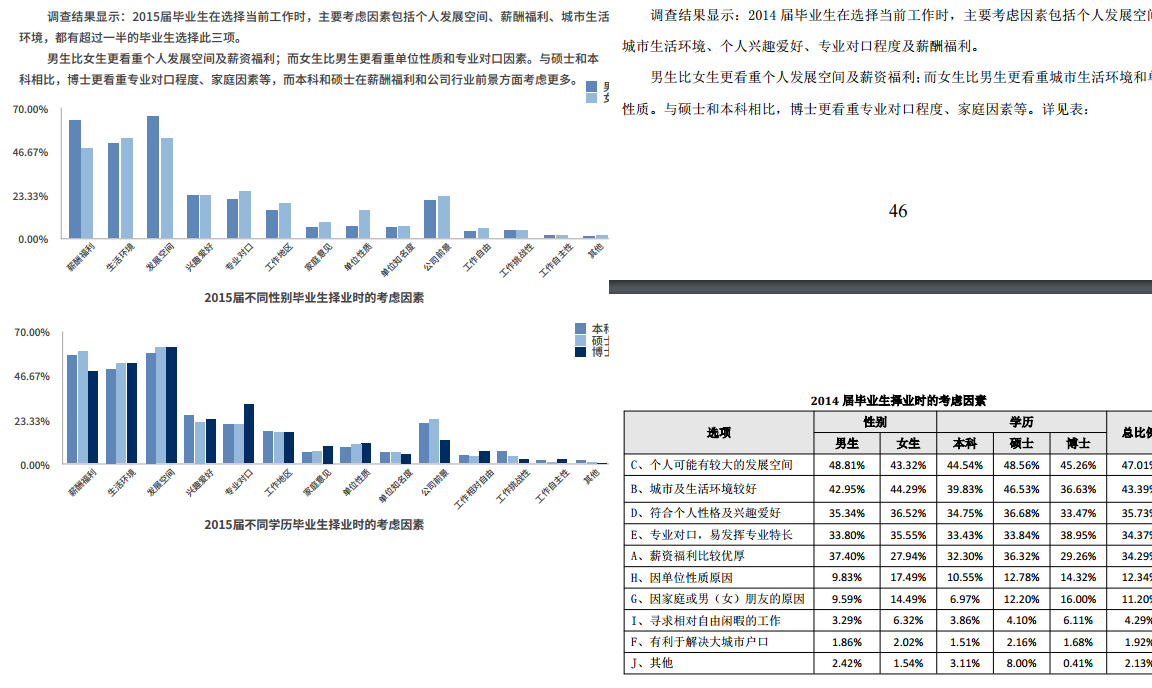 调查结果显示：2015届毕业生在选择当前工作时，主要考虑因素包括个人发展空间、薪酬福利、城市生活
环境，都有超过一半的毕业生选择此三项。
男生比女生更看重个人发展空间及薪资福利；而女生比男生更看重单位性质和专业对口因素。与硕士和本
科相比，博士更看重专业对口程度、家庭因素等，而本科和硕士在薪酬福利和公司行业前景方面考虑更多。
男
女
70.00%
46.67%
23.33%
0.00%
薪酬福利 生活环境 发展空间 兴趣爱好 专业对口 工作地区 家庭意见 单位性质 单位知名度 公司前景 工作自由 工作挑战性 工作自主性 其他
2015届不同性别毕业生择业时的考虑因素
本科
硕士
博士
70.00%
46.67%
23.33%
0.00%
薪酬福利 生活环境 发展空间 兴趣爱好 专业对口 工作地区 家庭意见 单位性质 单位知名度 公司前景 工作相对自由 工作挑战性 工作自主性 其他
2015届不同学历毕业生择业时的考虑因素
调查结果显示：2014 届毕业生在选择当前工作时，主要考虑因素包括个人发展空间
城市生活环境、个人兴趣爱好、专业对口程度及薪酬福利。
男生比女生更看重个人发展空间及薪资福利；而女生比男生更看重城市生活环境和单
性质。与硕士和本科相比，博士更看重专业对口程度、家庭因素等。详见表：
46
2014 届毕业生择业时的考虑因素
选项 性别 学历 总比例
男生 女生 本科 硕士 博士
C、个人可能有较大的发展空间 48.81% 43.32% 44.54% 48.56% 45.26% 47.01%
B、城市及生活环境较好 42.95% 44.29% 39.83% 46.53% 36.63% 43.39%
D、符合个人性格及兴趣爱好 35.34% 36.52% 34.75% 36.68% 33.47% 35.73%
E、专业对口，易发挥专业特长 33.80% 35.55% 33.43% 33.84% 38.95% 34.37%
A、薪资福利比较优厚 37.40% 27.94% 32.30% 36.32% 29.26% 34.29%
H、因单位性质原因 9.83% 17.49% 10.55% 12.78% 14.32% 12.34%
G、因家庭或男（女）朋友的原因 9.59% 14.49% 6.97% 12.20% 16.00% 11.20%
I、寻求相对自由闲暇的工作 3.29% 6.32% 3.86% 4.10% 6.11% 4.29%
F、有利于解决大城市户口 1.86% 2.02% 1.51% 2.16% 1.68% 1.92%
J、其他 2.42% 1.54% 3.11% 8.00% 0.41% 2.13%